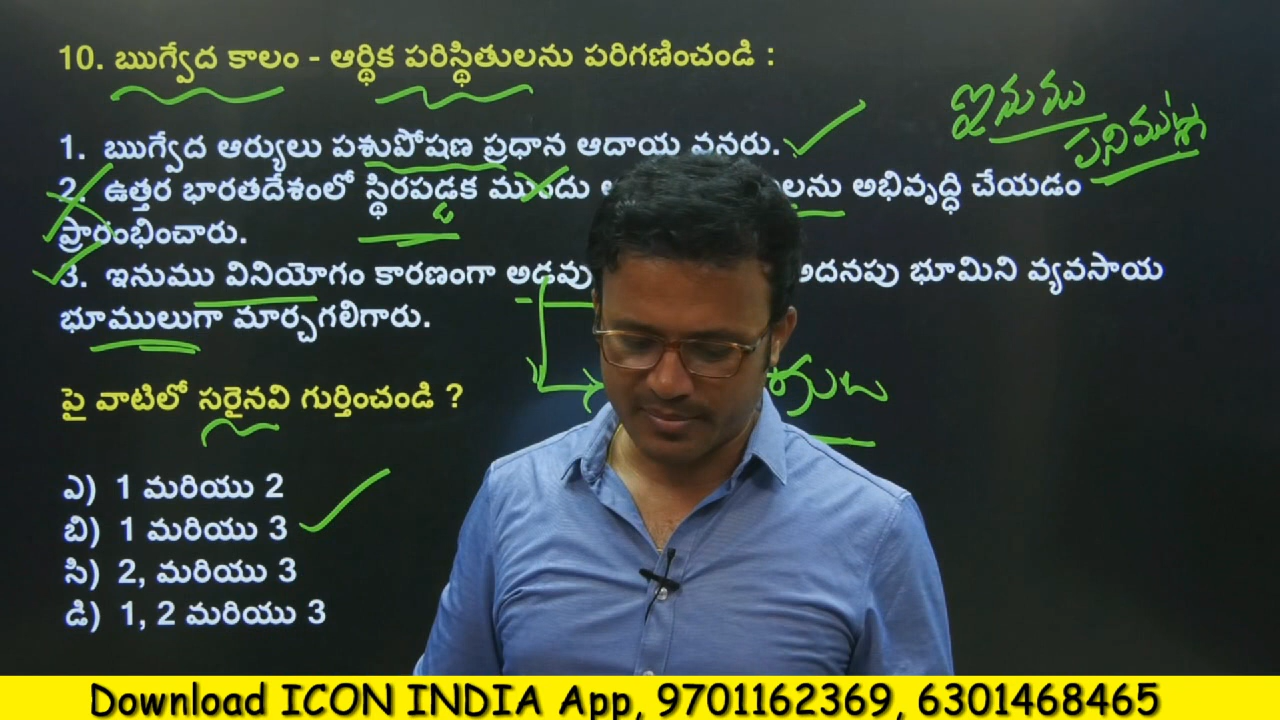 10. ఋగ్వేద కాలం - ఆర్థిక పరిస్థితులను పరిగణించండి :
ఇనుము
పనిముట్లు
1. ఋగ్వేద ఆర్యులు పశుపోషణ ప్రధాన ఆదాయ వనరు.
2. ఉత్తర భారతదేశంలో స్థిరపడ్డక ముందు లను అభివృద్ధి చేయడం
ప్రారంభించారు.
3. ఇనుము వినియోగం కారణంగా అడవు అదనపు భూమిని వ్యవసాయ
భూములుగా మార్చగలిగారు.
పై వాటిలో సరైనవి గుర్తించండి ?
ఎ) 1 మరియు 2
బి) 1 మరియు 3
సి) 2, మరియు 3
డి) 1, 2 మరియు 3
Download ICON INDIA App, 9701162369, 6301468465